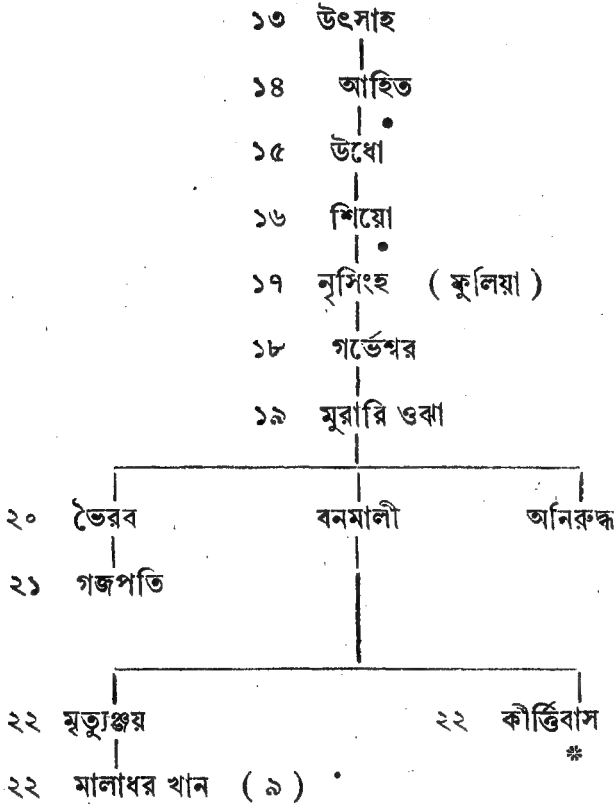 ১৩ উৎসাহ
১৪ আহিত
১৫ উধো
১৬ শিয়ো
১৭ নৃসিংহ ( ফুলিয়া )
১৮ গর্ভেশ্বর
১৯ মুরারি ওঝা
২০ ভৈরব বনমালী অনিরুদ্ধ
২১ গজপতি
২২ মৃত্যুঞ্জয় ২২ কীর্ত্তিবাস
*
২২ মালাধর খান ( ৯ )